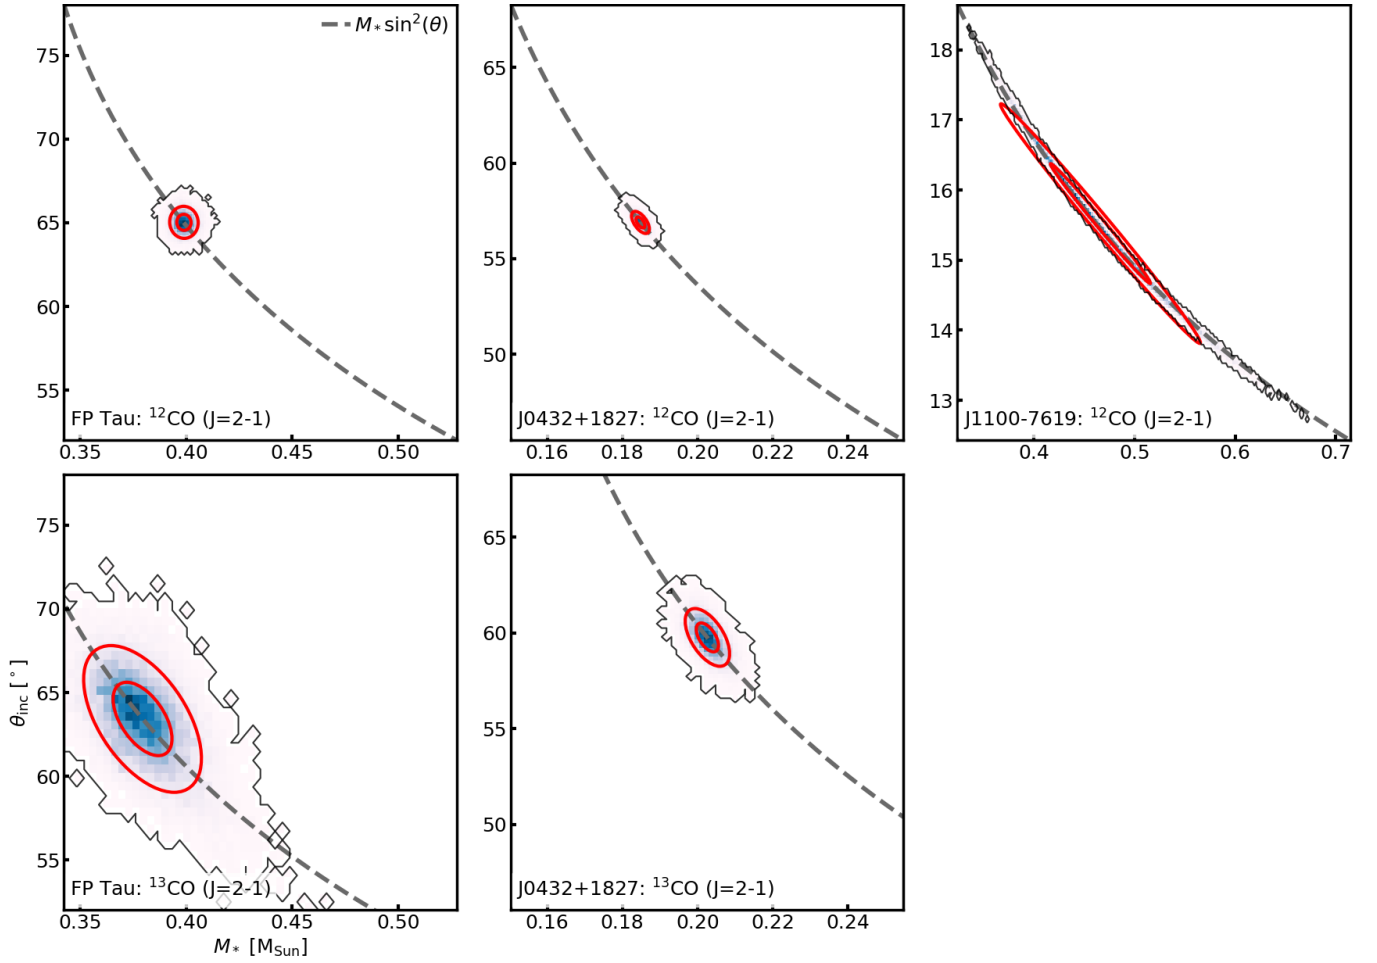 M* sin²(θ)
75
70
65
60
55
FP Tau: ¹²CO (J=2-1)
0.35 0.40 0.45 0.50
65
60
55
50
J0432+1827: ¹²CO (J=2-1)
0.16 0.18 0.20 0.22 0.24
18
17
16
15
14
13
J1100-7619: ¹²CO (J=2-1)
0.4 0.5 0.6 0.7
75
70
65
60
55
θinc [°]
FP Tau: ¹³CO (J=2-1)
0.35 0.40 0.45 0.50
M* [MSun]
65
60
55
50
J0432+1827: ¹³CO (J=2-1)
0.16 0.18 0.20 0.22 0.24